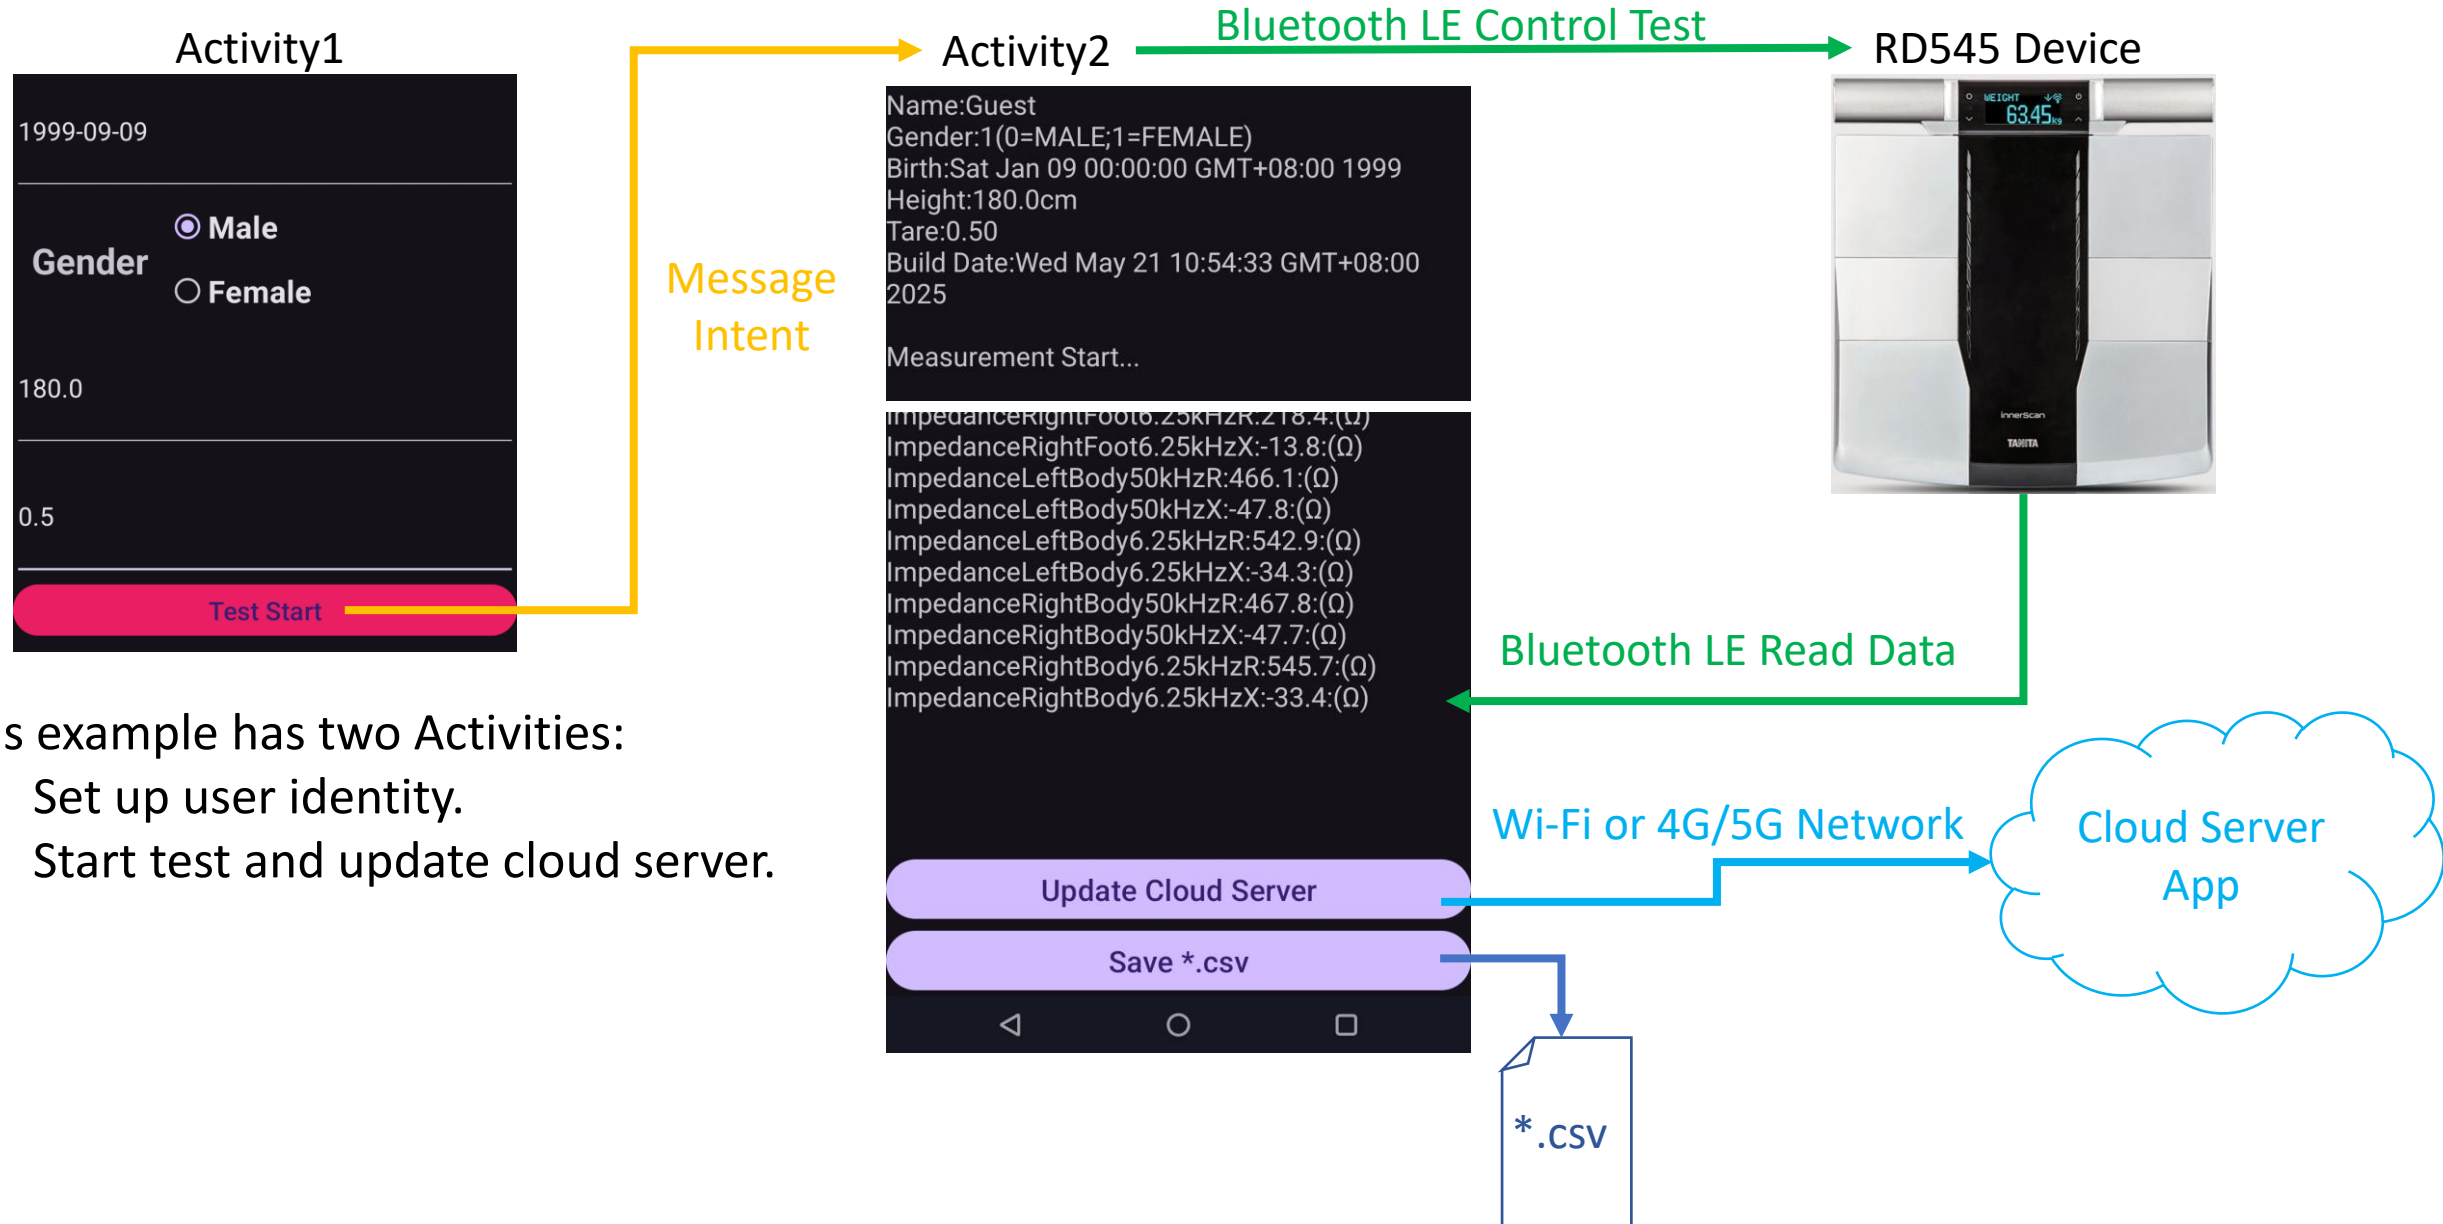 Activity1
1999-09-09
Gender
Male
Female
180.0
0.5
Test Start
s example has two Activities:
Set up user identity.
Start test and update cloud server.
Message
Intent
Activity2
Name:Guest
Gender:1(0=MALE;1=FEMALE)
Birth:Sat Jan 09 00:00:00 GMT+08:00 1999
Height:180.0cm
Tare:0.50
Build Date:Wed May 21 10:54:33 GMT+08:00
2025
Measurement Start...
ImpedanceRightFoot6.25kHzR:218.4:(Ω)
ImpedanceRightFoot6.25kHzX:-13.8:(Ω)
ImpedanceLeftBody50kHzR:466.1:(Ω)
ImpedanceLeftBody50kHzX:-47.8:(Ω)
ImpedanceLeftBody6.25kHzR:542.9:(Ω)
ImpedanceLeftBody6.25kHzX:-34.3:(Ω)
ImpedanceRightBody50kHzR:467.8:(Ω)
ImpedanceRightBody50kHzX:-47.7:(Ω)
ImpedanceRightBody6.25kHzR:545.7:(Ω)
ImpedanceRightBody6.25kHzX:-33.4:(Ω)
Update Cloud Server
Save *.csv
Bluetooth LE Control Test
RD545 Device
WEIGHT
63.45kg
innerscan
TANITA
Bluetooth LE Read Data
Wi-Fi or 4G/5G Network
Cloud Server
App
*.csv